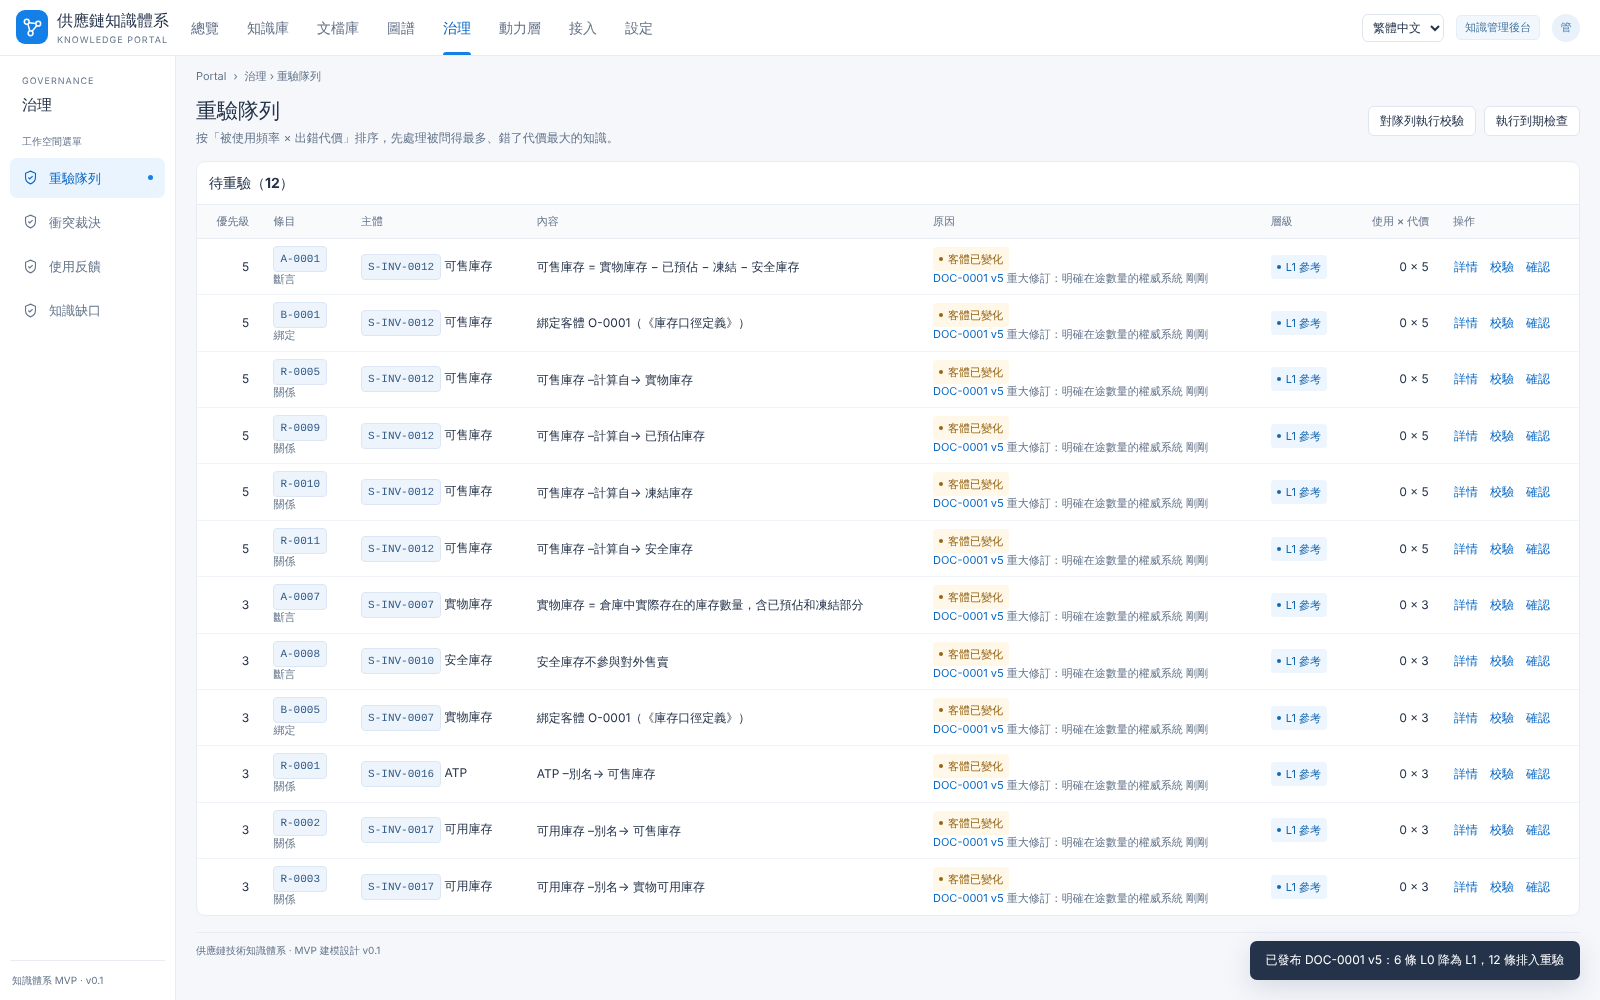 供應鏈知識體系
KNOWLEDGE PORTAL
總覽 知識庫 文檔庫 圖譜 治理 動力層 接入 設定
繁體中文 知識管理後台 管
GOVERNANCE
治理
工作空間選單
重驗隊列
衝突裁決
使用反饋
知識缺口
知識體系 MVP · v0.1
Portal › 治理 › 重驗隊列
重驗隊列
按「被使用頻率 × 出錯代價」排序，先處理被問得最多、錯了代價最大的知識。
對隊列執行校驗 執行到期檢查
待重驗（12）
優先級 條目 主體 內容 原因 層級 使用 × 代價 操作
5 A-0001 斷言 S-INV-0012 可售庫存 可售庫存 = 實物庫存 − 已預佔 − 凍結 − 安全庫存 客體已變化 DOC-0001 v5 重大修訂：明確在途數量的權威系統 剛剛 L1 參考 0 × 5 詳情 校驗 確認
5 B-0001 綁定 S-INV-0012 可售庫存 綁定客體 O-0001（《庫存口徑定義》） 客體已變化 DOC-0001 v5 重大修訂：明確在途數量的權威系統 剛剛 L1 參考 0 × 5 詳情 校驗 確認
5 R-0005 關係 S-INV-0012 可售庫存 可售庫存 −計算自→ 實物庫存 客體已變化 DOC-0001 v5 重大修訂：明確在途數量的權威系統 剛剛 L1 參考 0 × 5 詳情 校驗 確認
5 R-0009 關係 S-INV-0012 可售庫存 可售庫存 −計算自→ 已預佔庫存 客體已變化 DOC-0001 v5 重大修訂：明確在途數量的權威系統 剛剛 L1 參考 0 × 5 詳情 校驗 確認
5 R-0010 關係 S-INV-0012 可售庫存 可售庫存 −計算自→ 凍結庫存 客體已變化 DOC-0001 v5 重大修訂：明確在途數量的權威系統 剛剛 L1 參考 0 × 5 詳情 校驗 確認
5 R-0011 關係 S-INV-0012 可售庫存 可售庫存 −計算自→ 安全庫存 客體已變化 DOC-0001 v5 重大修訂：明確在途數量的權威系統 剛剛 L1 參考 0 × 5 詳情 校驗 確認
3 A-0007 斷言 S-INV-0007 實物庫存 實物庫存 = 倉庫中實際存在的庫存數量，含已預佔和凍結部分 客體已變化 DOC-0001 v5 重大修訂：明確在途數量的權威系統 剛剛 L1 參考 0 × 3 詳情 校驗 確認
3 A-0008 斷言 S-INV-0010 安全庫存 安全庫存不參與對外售賣 客體已變化 DOC-0001 v5 重大修訂：明確在途數量的權威系統 剛剛 L1 參考 0 × 3 詳情 校驗 確認
3 B-0005 綁定 S-INV-0007 實物庫存 綁定客體 O-0001（《庫存口徑定義》） 客體已變化 DOC-0001 v5 重大修訂：明確在途數量的權威系統 剛剛 L1 參考 0 × 3 詳情 校驗 確認
3 R-0001 關係 S-INV-0016 ATP ATP −別名→ 可售庫存 客體已變化 DOC-0001 v5 重大修訂：明確在途數量的權威系統 剛剛 L1 參考 0 × 3 詳情 校驗 確認
3 R-0002 關係 S-INV-0017 可用庫存 可用庫存 −別名→ 可售庫存 客體已變化 DOC-0001 v5 重大修訂：明確在途數量的權威系統 剛剛 L1 參考 0 × 3 詳情 校驗 確認
3 R-0003 關係 S-INV-0017 可用庫存 可用庫存 −別名→ 實物可用庫存 客體已變化 DOC-0001 v5 重大修訂：明確在途數量的權威系統 剛剛 L1 參考 0 × 3 詳情 校驗 確認
供應鏈技術知識體系 · MVP 建模設計 v0.1
已發布 DOC-0001 v5：6 條 L0 降為 L1，12 條排入重驗